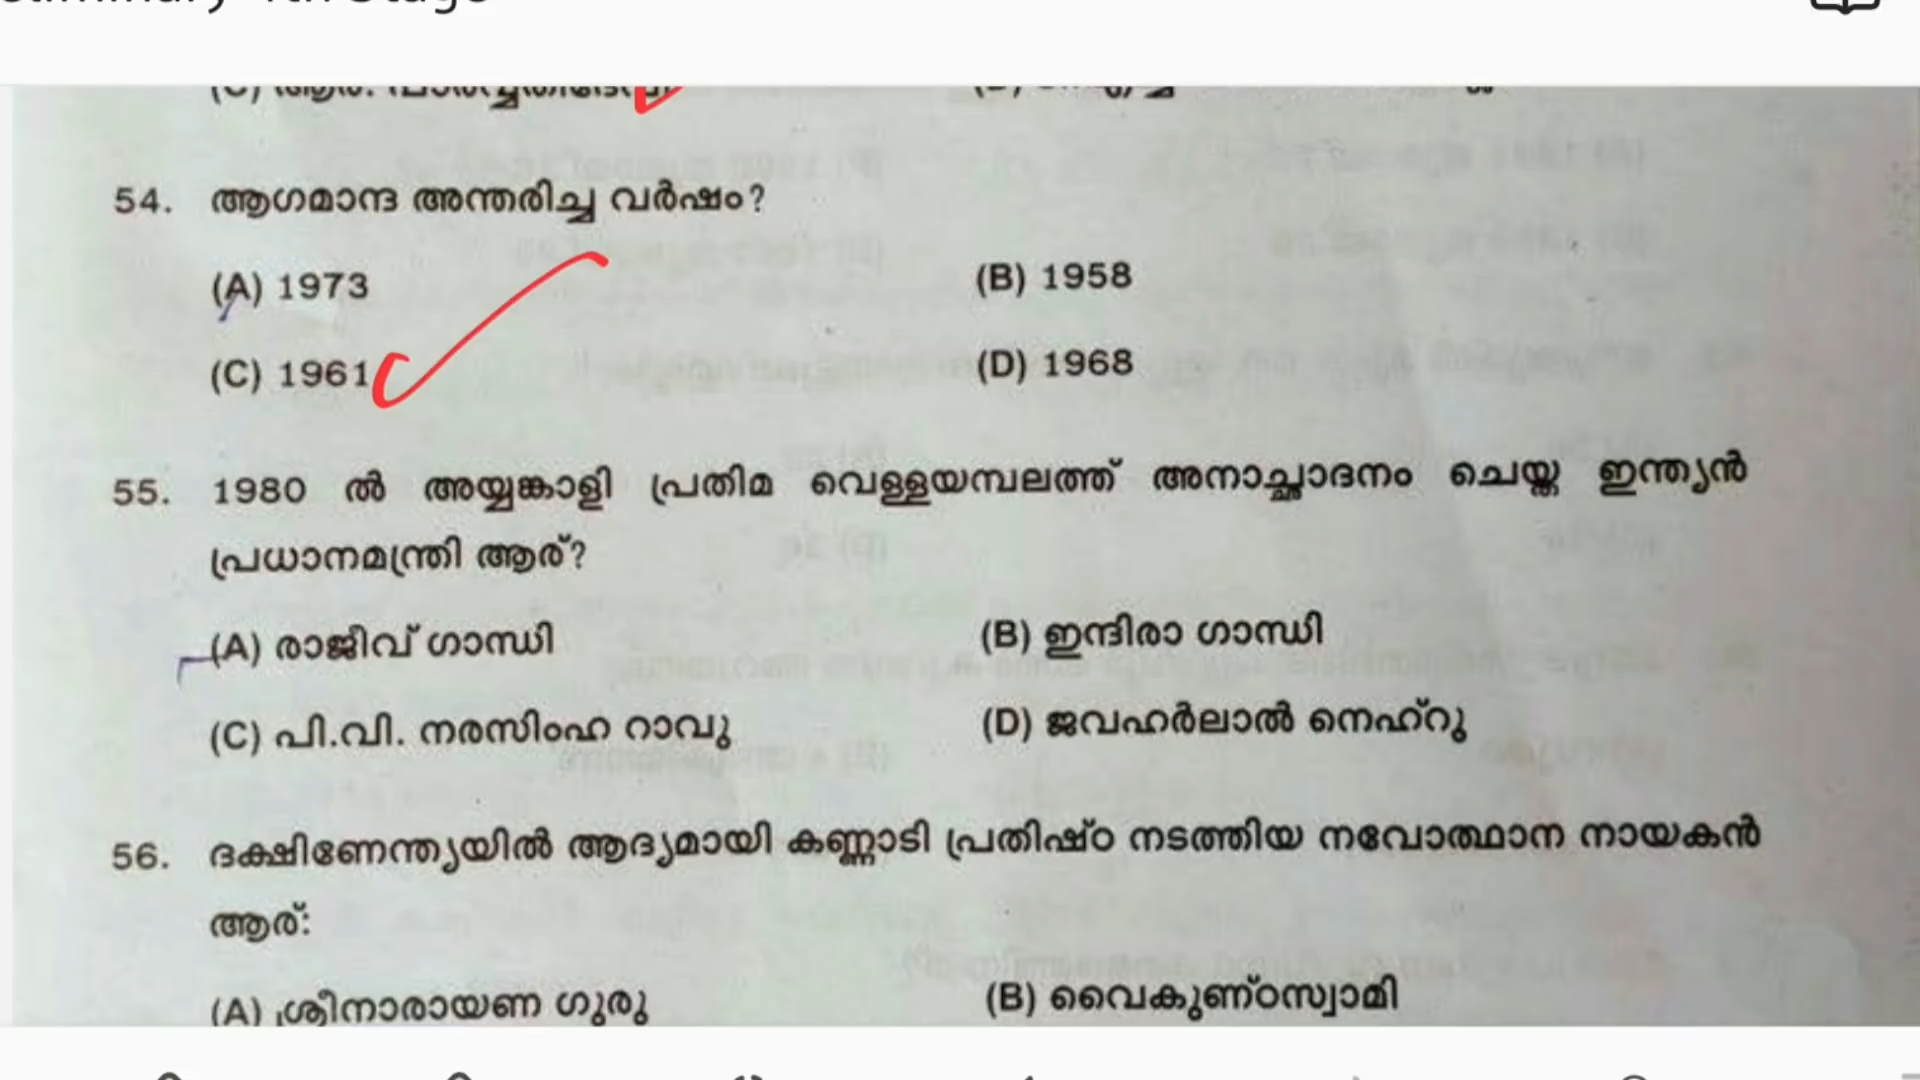 54. ആഗമാനന്ദ അന്തരിച്ച വർഷം?
(A) 1973 (B) 1958
(C) 1961 (D) 1968
55. 1980 ൽ അയ്യങ്കാളി പ്രതിമ വെള്ളയമ്പലത്ത് അനാച്ഛാദനം ചെയ്ത ഇന്ത്യൻ
പ്രധാനമന്ത്രി ആര്?
(A) രാജീവ് ഗാന്ധി (B) ഇന്ദിരാ ഗാന്ധി
(C) പി.വി. നരസിംഹ റാവു (D) ജവഹർലാൽ നെഹ്റു
56. ദക്ഷിണേന്ത്യയിൽ ആദ്യമായി കണ്ണാടി പ്രതിഷ്ഠ നടത്തിയ നവോത്ഥാന നായകൻ
ആര്:
(A) ശ്രീനാരായണ ഗുരു (B) വൈകുണ്ഠസ്വാമി